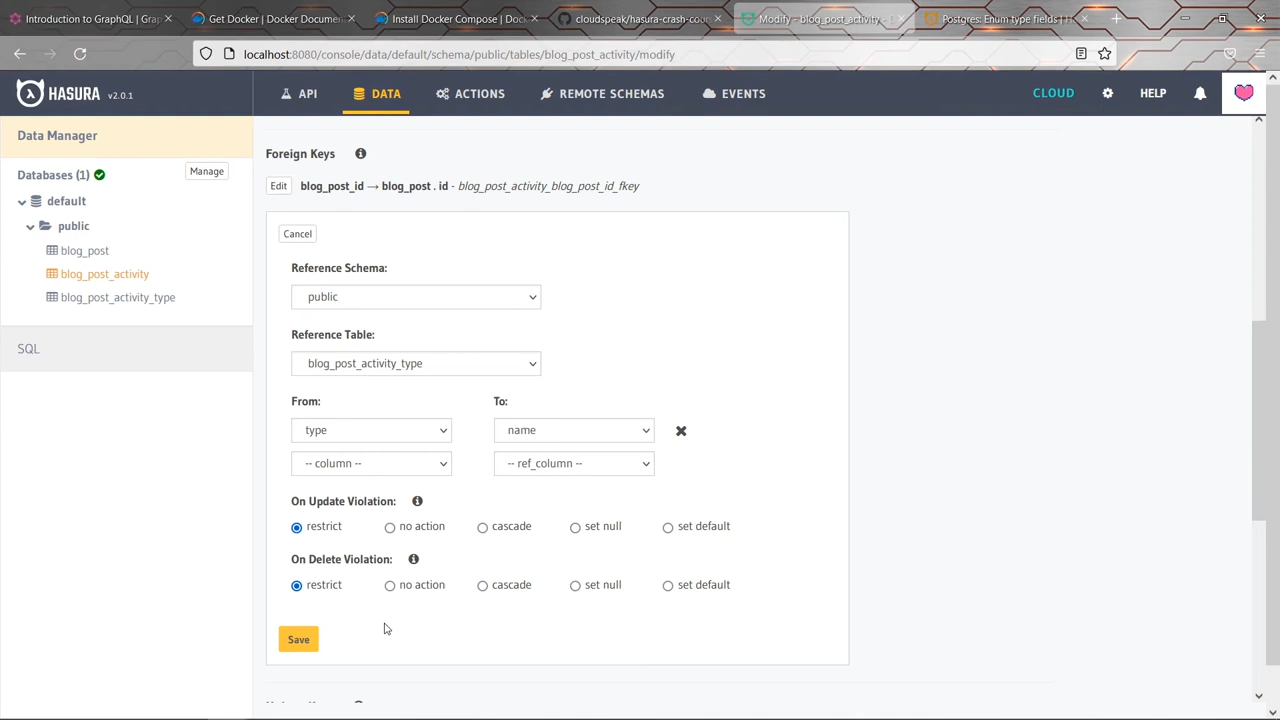 Introduction to GraphQL | Grap
Get Docker | Docker Documen
Install Docker Compose | Doc
cloudspeak/hasura-crash-cour
Modify - blog_post_activity - D
Postgres: Enum type fields | H
localhost:8080/console/data/default/schema/public/tables/blog_post_activity/modify
HASURA v2.0.1
API
DATA
ACTIONS
REMOTE SCHEMAS
EVENTS
CLOUD
HELP
Data Manager
Databases (1)
Manage
default
public
blog_post
blog_post_activity
blog_post_activity_type
SQL
Foreign Keys
Edit blog_post_id → blog_post . id - blog_post_activity_blog_post_id_fkey
Cancel
Reference Schema:
public
Reference Table:
blog_post_activity_type
From: To:
type name
-- column -- -- ref_column --
On Update Violation:
restrict no action cascade set null set default
On Delete Violation:
restrict no action cascade set null set default
Save